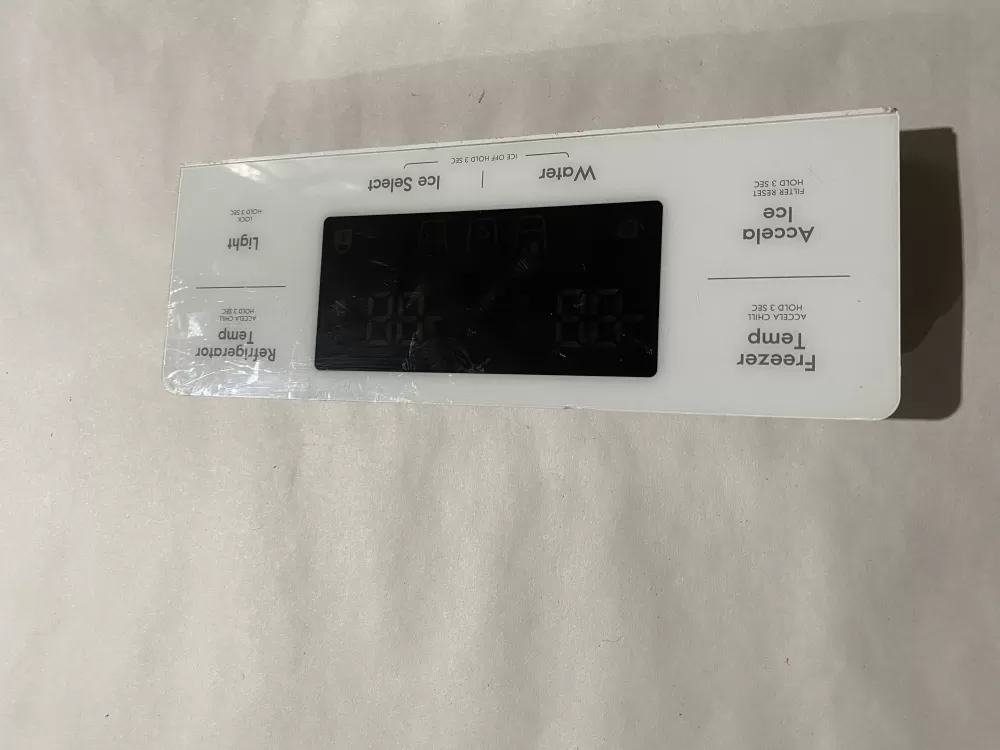 Freezer
Temp
ACCELA CHILL
HOLD 3 SEC
Accela
Ice
FILTER RESET
HOLD 3 SEC
Refrigerator
Temp
ACCELA CHILL
HOLD 3 SEC
Light
LOCK
HOLD 3 SEC
Water | Ice Select
ICE OFF HOLD 3 SEC